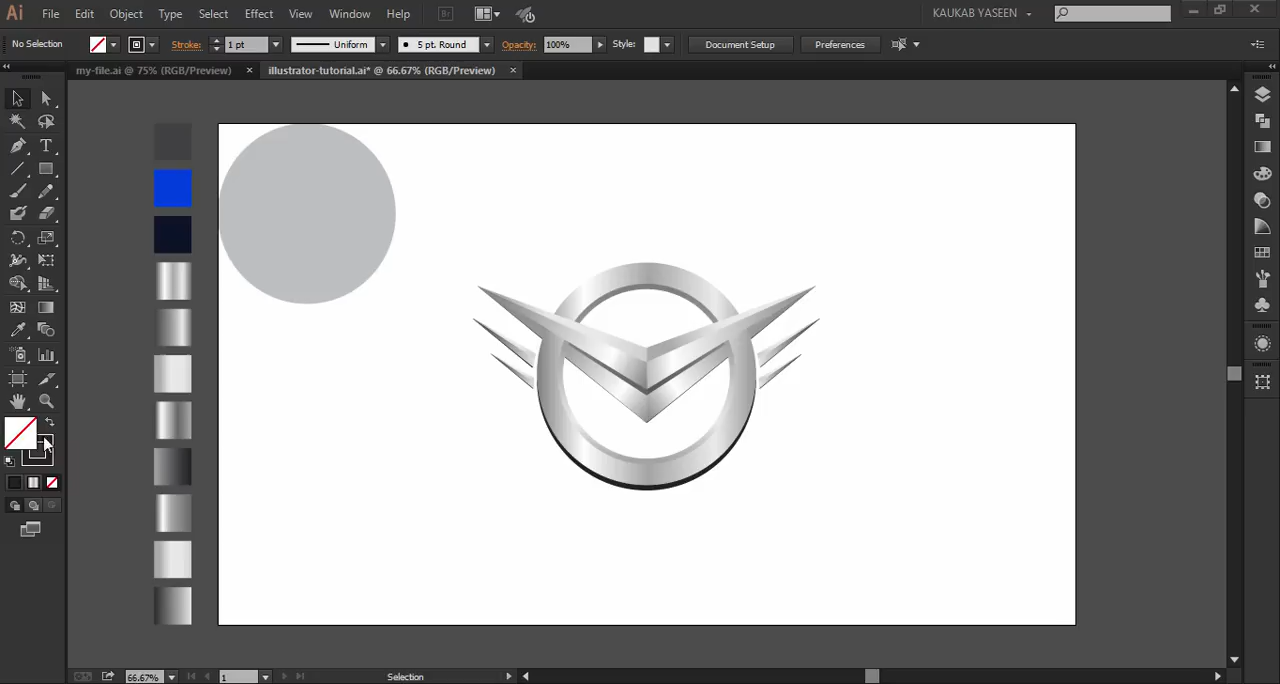 Ai File Edit Object Type Select Effect View Window Help Br KAUKAB YASEEN
No Selection Stroke: 1 pt Uniform 5 pt. Round Opacity: 100% Style: Document Setup Preferences
my-file.ai @ 75% (RGB/Preview) × illustrator-tutorial.ai* @ 66.67% (RGB/Preview) ×
T
66.67% 1 Selection